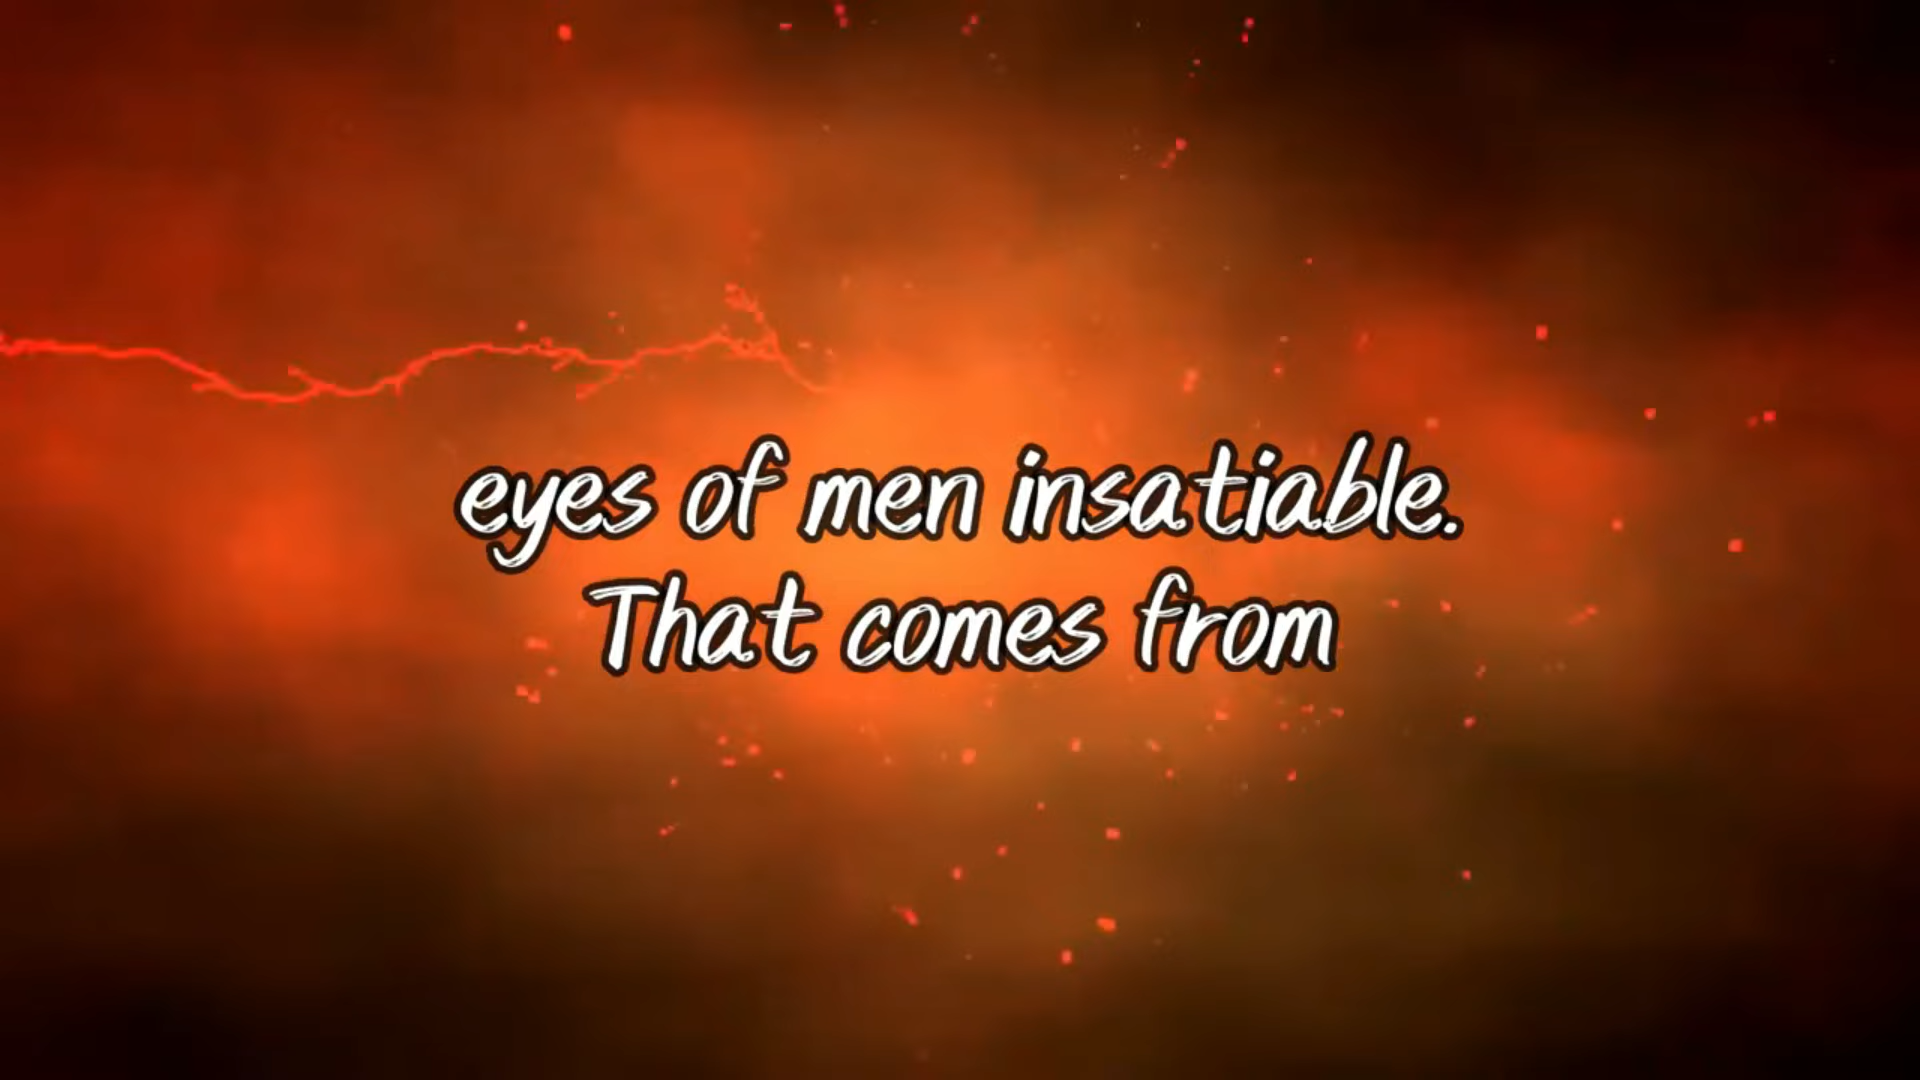 eyes of men insatiable.
That comes from